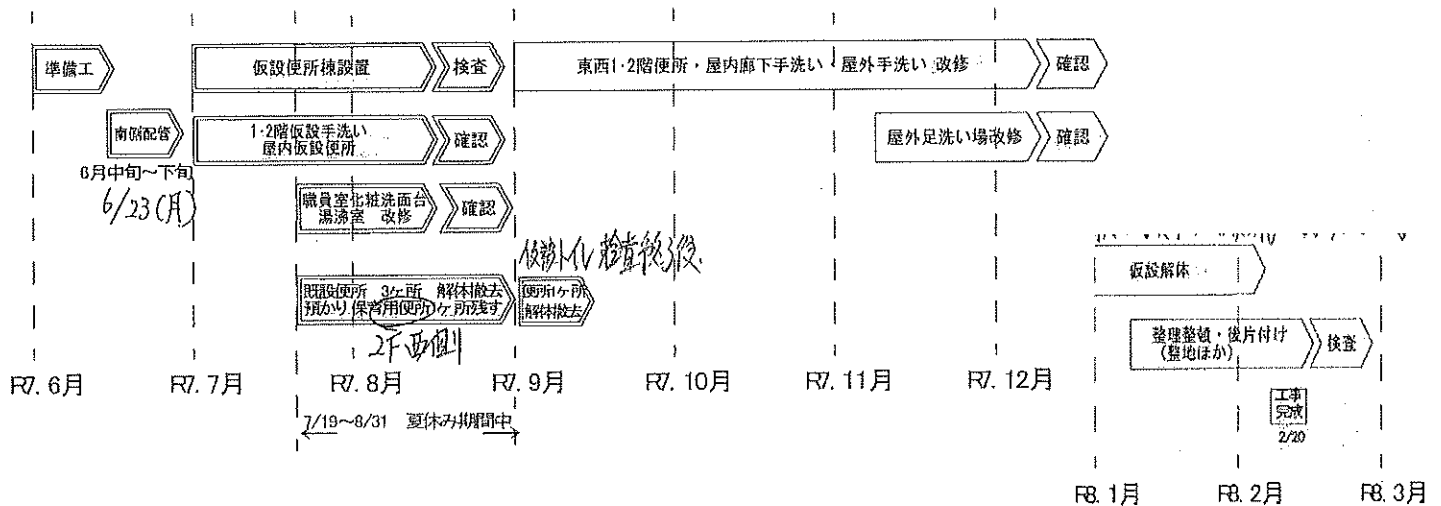 準備工
仮設便所棟設置
検査
東西1・2階便所・屋内廊下手洗い・屋外手洗い 改修
確認
南側配管
1・2階仮設手洗い
屋内仮設便所
確認
屋外足洗い場改修
確認
6月中旬～下旬
6/23(月)
職員室化粧洗面台
湯沸室 改修
確認
仮設トイレ 検査終了後
既設便所 3ヶ所 解体撤去
預かり保育用便所1ヶ所残す
便所1ヶ所
解体撤去
2F西側
仮設解体
整理整頓・後片付け
(整地ほか)
検査
R7.6月
R7.7月
R7.8月
R7.9月
R7.10月
R7.11月
R7.12月
工事
完成
2/20
7/19～8/31 夏休み期間中
R8.1月
R8.2月
R8.3月